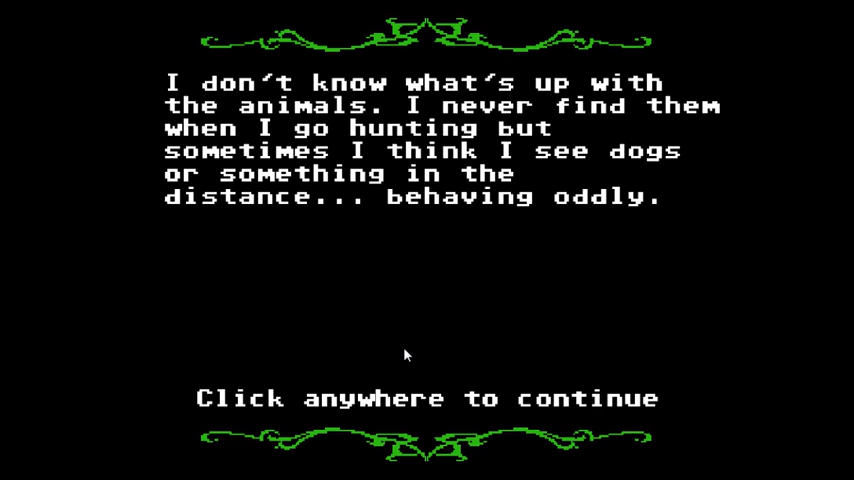 I don't know what's up with
the animals. I never find them
when I go hunting but
sometimes I think I see dogs
or something in the
distance... behaving oddly.
Click anywhere to continue